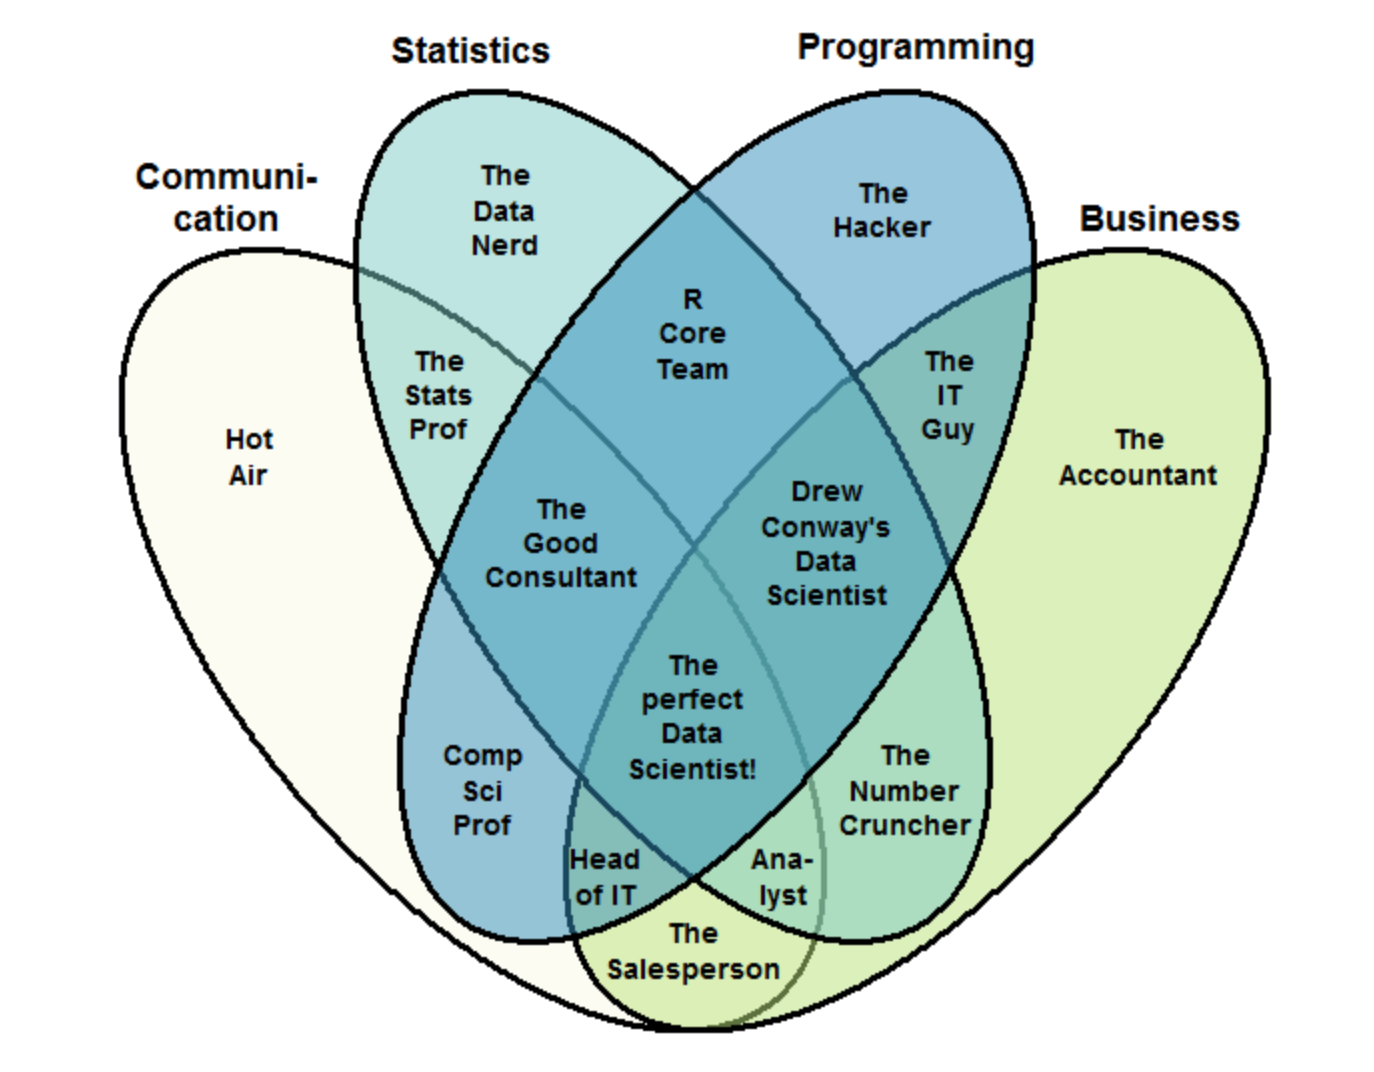 Statistics
Programming
Communi-
cation
Business
The
Data
Nerd
The
Hacker
R
Core
Team
The
Stats
Prof
The
IT
Guy
Hot
Air
The
Accountant
The
Good
Consultant
Drew
Conway's
Data
Scientist
The
perfect
Data
Scientist!
Comp
Sci
Prof
The
Number
Cruncher
Head
of IT
Ana-
lyst
The
Salesperson